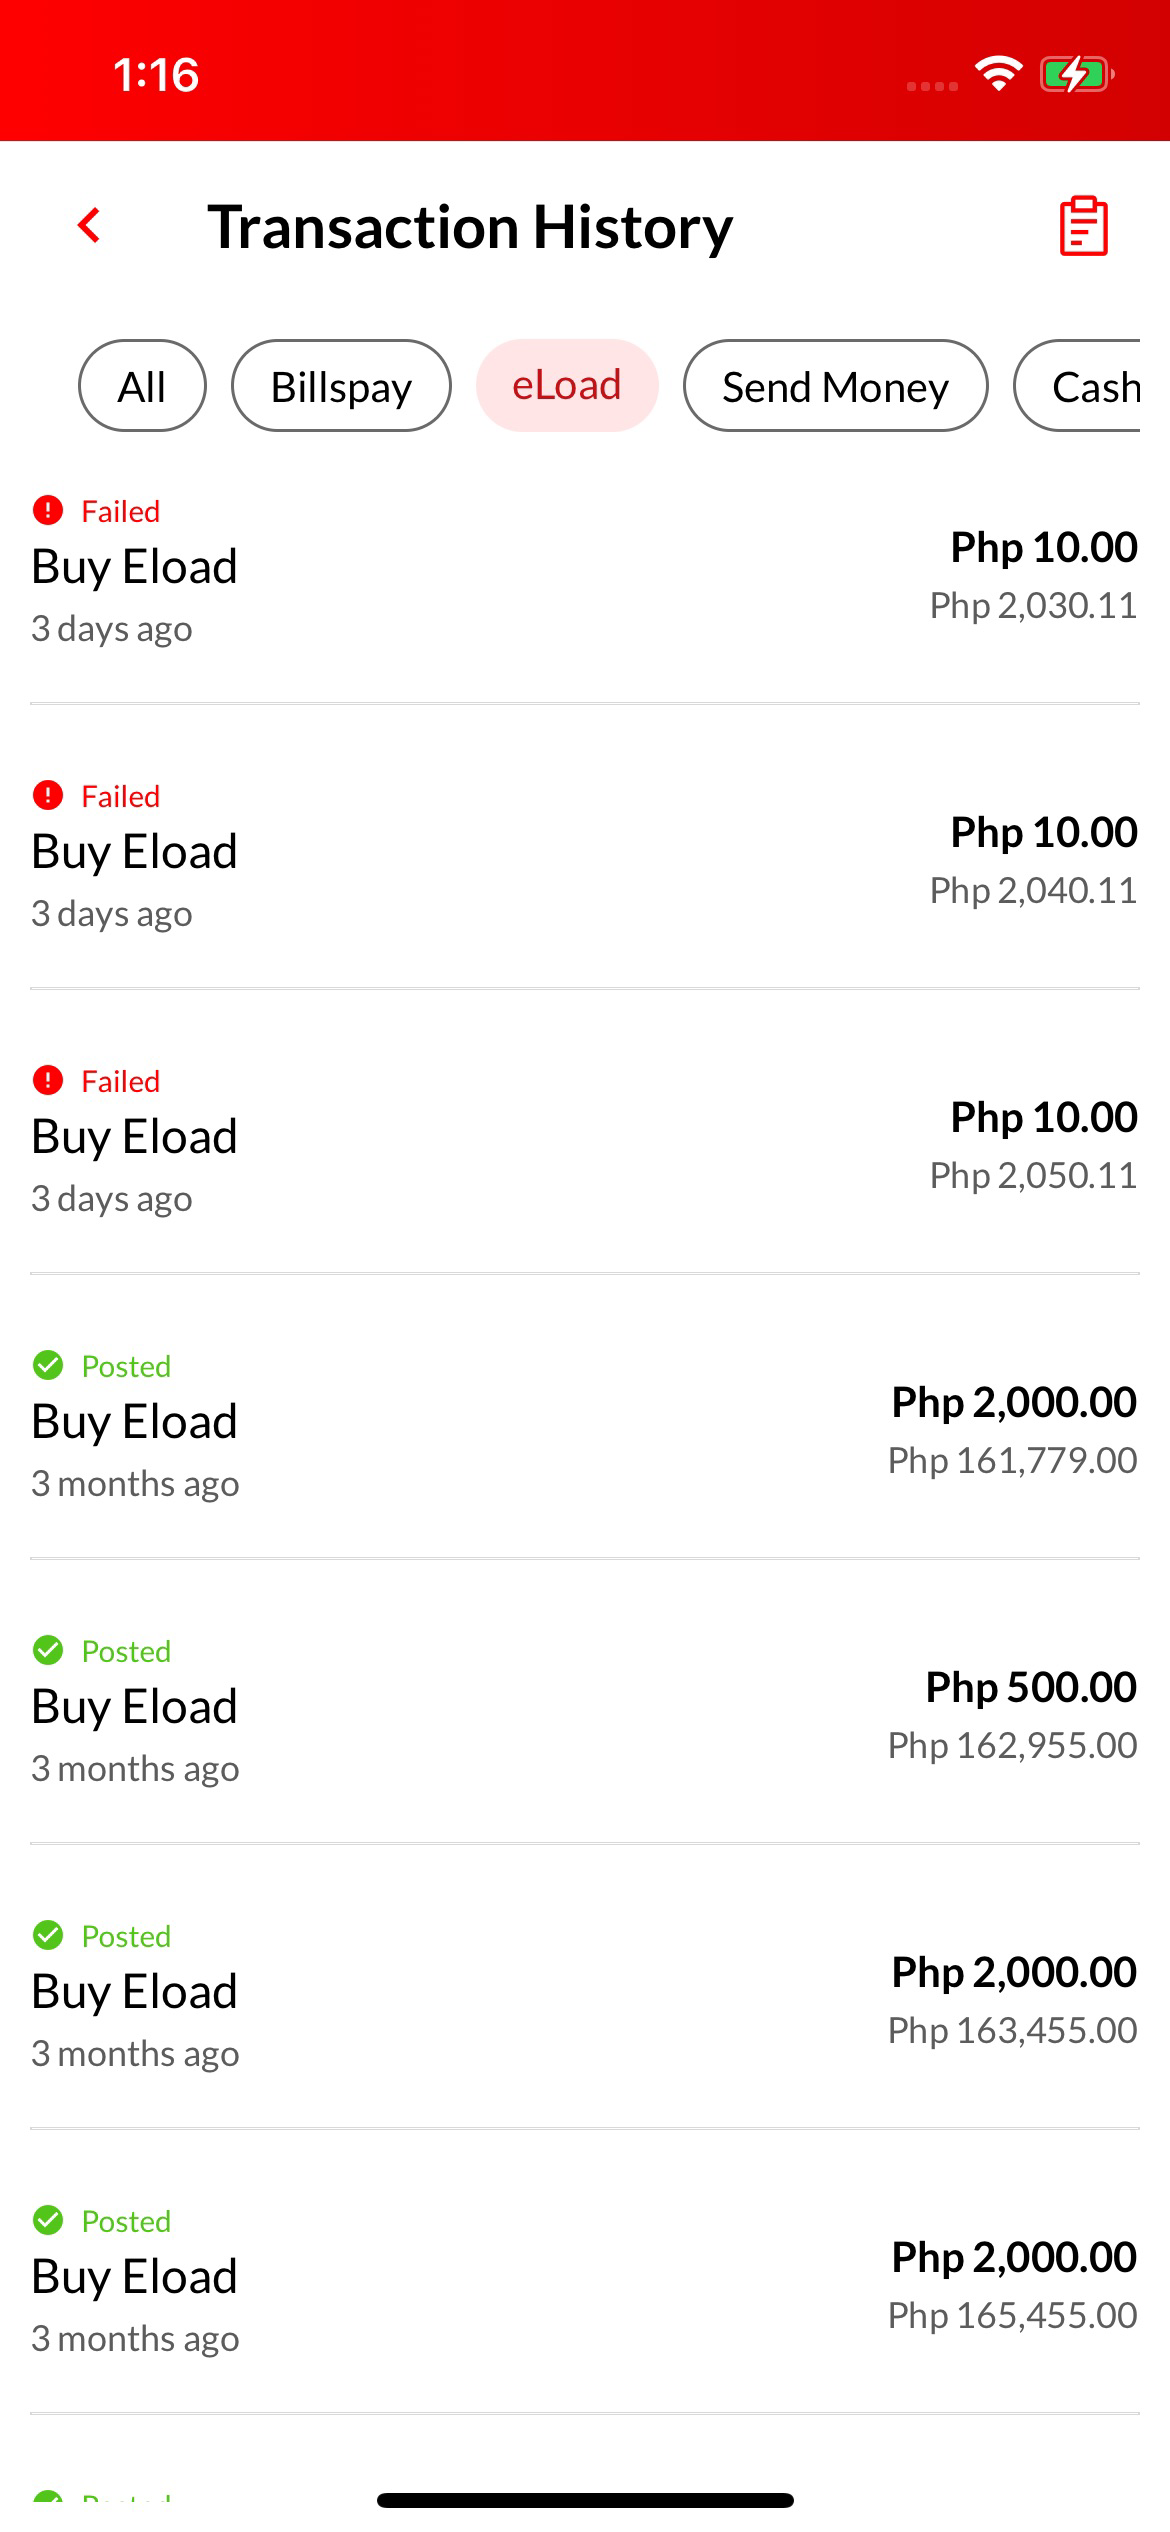 1:16
Transaction History
All
Billspay
eLoad
Send Money
Cash
Failed
Buy Eload
3 days ago
Php 10.00
Php 2,030.11
Failed
Buy Eload
3 days ago
Php 10.00
Php 2,040.11
Failed
Buy Eload
3 days ago
Php 10.00
Php 2,050.11
Posted
Buy Eload
3 months ago
Php 2,000.00
Php 161,779.00
Posted
Buy Eload
3 months ago
Php 500.00
Php 162,955.00
Posted
Buy Eload
3 months ago
Php 2,000.00
Php 163,455.00
Posted
Buy Eload
3 months ago
Php 2,000.00
Php 165,455.00